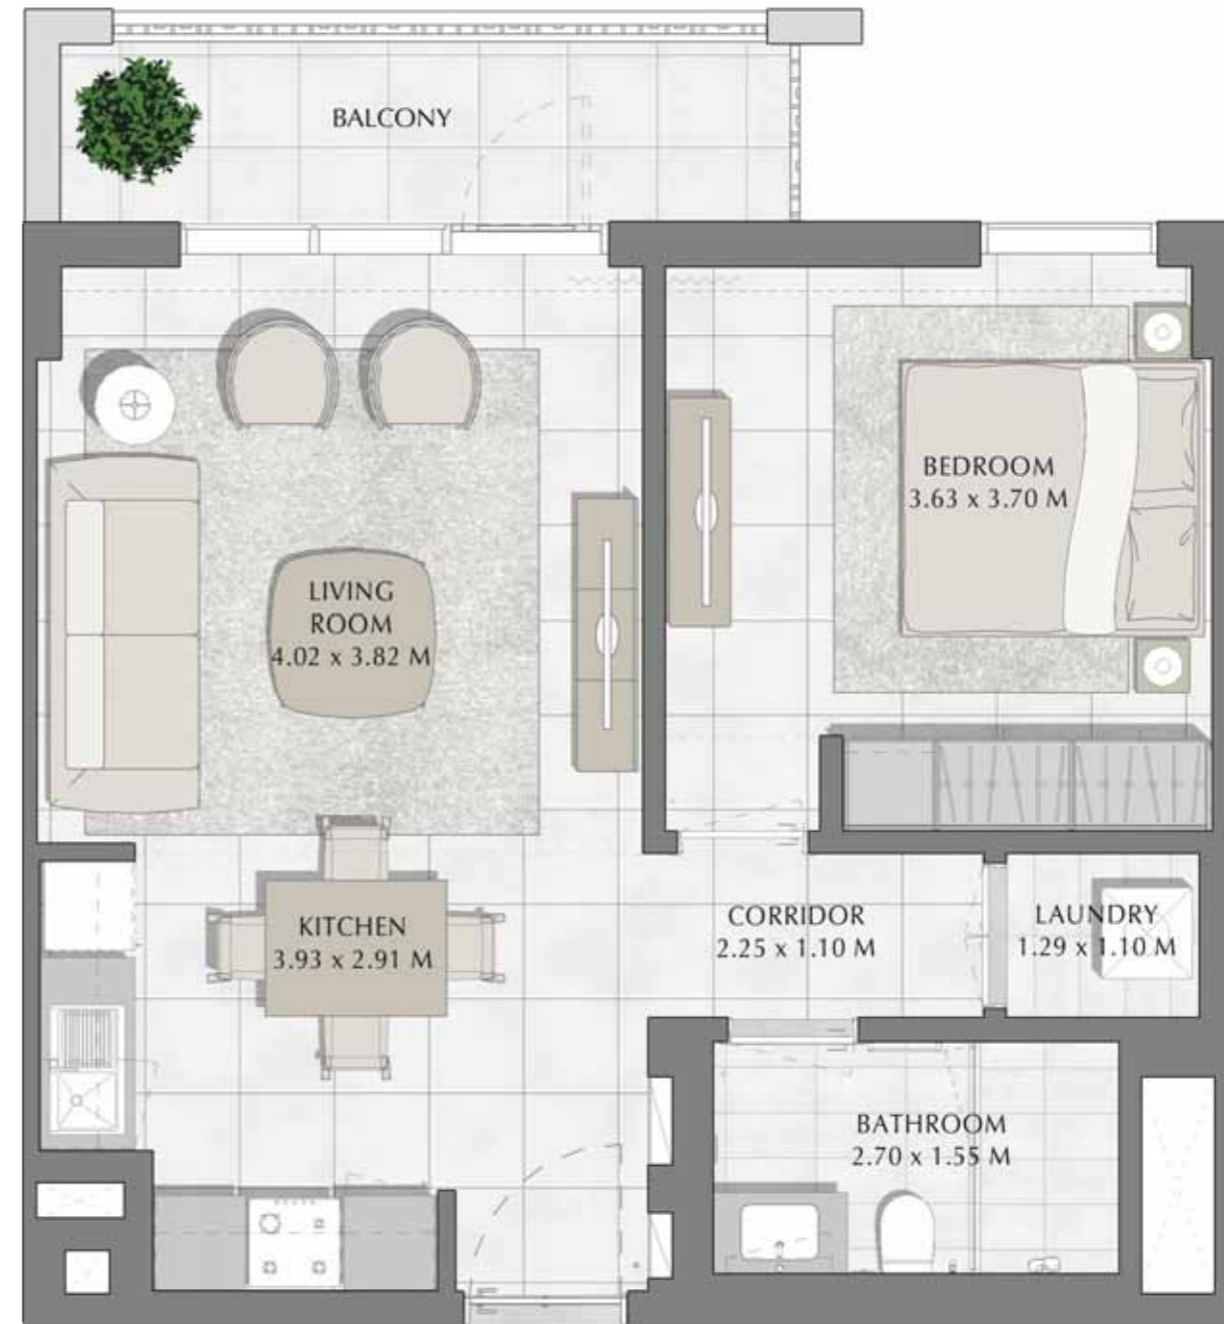 BALCONY
BEDROOM
3.63 x 3.70 M
LIVING
ROOM
4.02 x 3.82 M
KITCHEN
3.93 x 2.91 M
CORRIDOR
2.25 x 1.10 M
LAUNDRY
1.29 x 1.10 M
BATHROOM
2.70 x 1.55 M